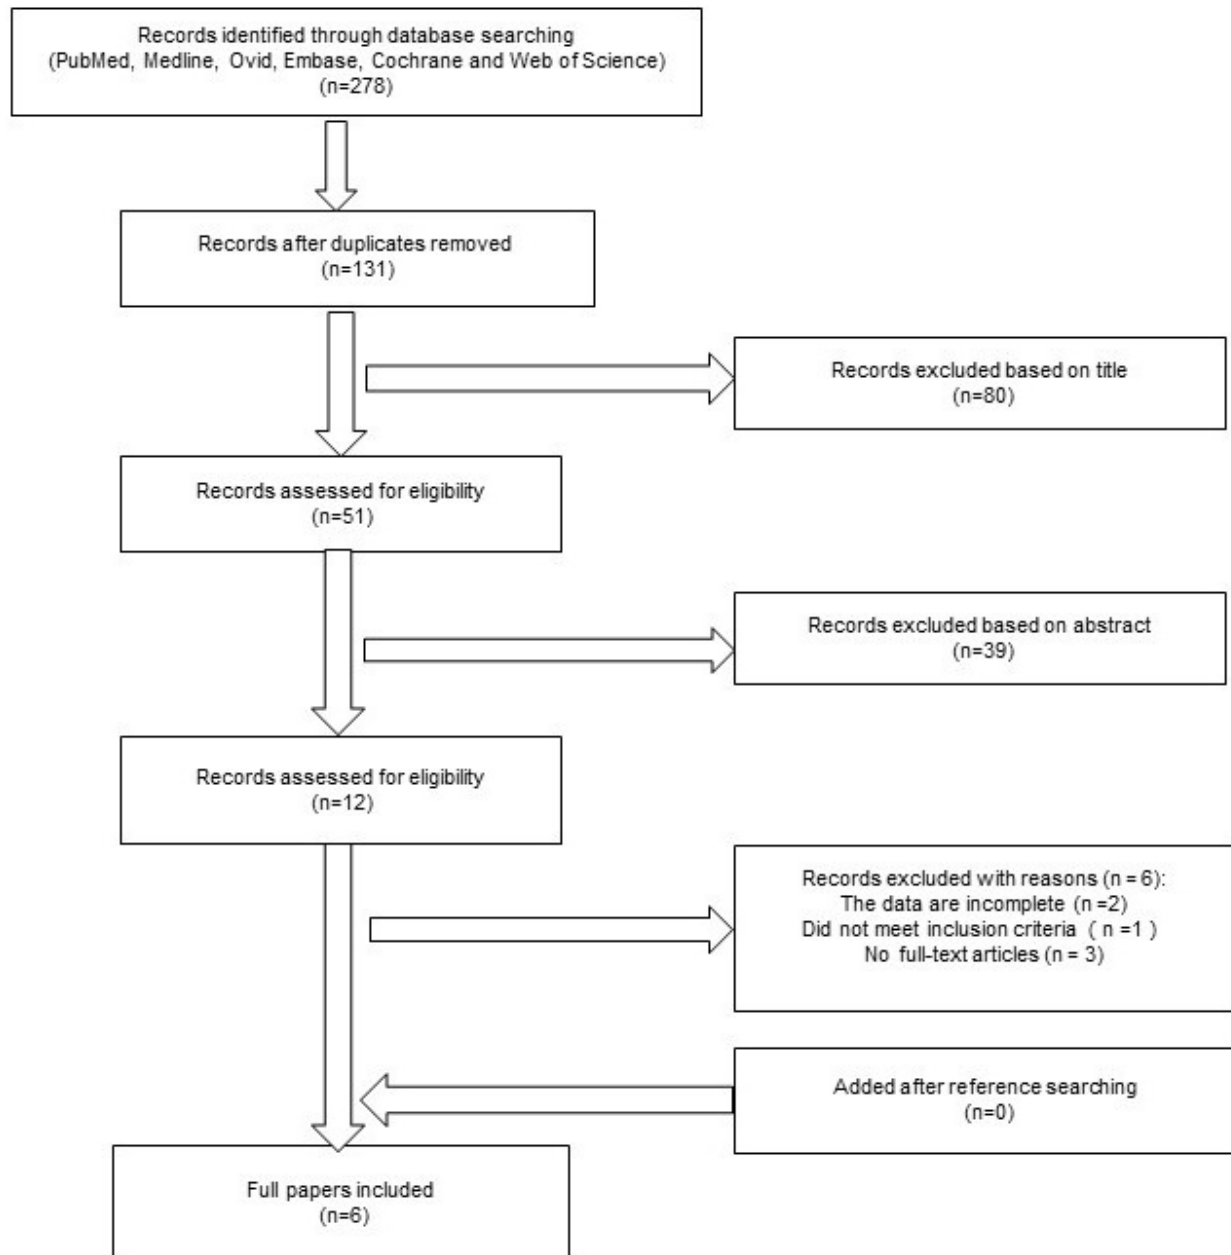 Records identified through database searching
(PubMed, Medline, Ovid, Embase, Cochrane and Web of Science)
(n=278)
Records after duplicates removed
(n=131)
Records excluded based on title
(n=80)
Records assessed for eligibility
(n=51)
Records excluded based on abstract
(n=39)
Records assessed for eligibility
(n=12)
Records excluded with reasons (n = 6):
The data are incomplete (n =2)
Did not meet inclusion criteria ( n =1 )
No full-text articles (n = 3)
Added after reference searching
(n=0)
Full papers included
(n=6)